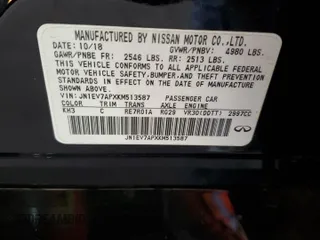 MANUFACTURED BY NISSAN MOTOR CO.,LTD.
DATE: 10/18 GVWR/PNBV: 4980 LBS.
GAWR/PNBE FR: 2546 LBS. RR: 2513 LBS.
THIS VEHICLE CONFORMS TO ALL APPLICABLE FEDERAL
MOTOR VEHICLE SAFETY, BUMPER, AND THEFT PREVENTION
STANDARDS IN EFFECT ON THE DATE OF MANUFACTURE
SHOWN ABOVE.
VIN: JN1EV7APXKM513587 PASSENGER CAR
COLOR TRIM TRANS AXLE ENGINE
KH3 C RE7R01A RG29 VR30(DDTT) 2997CC
JN1EV7APXKM513587